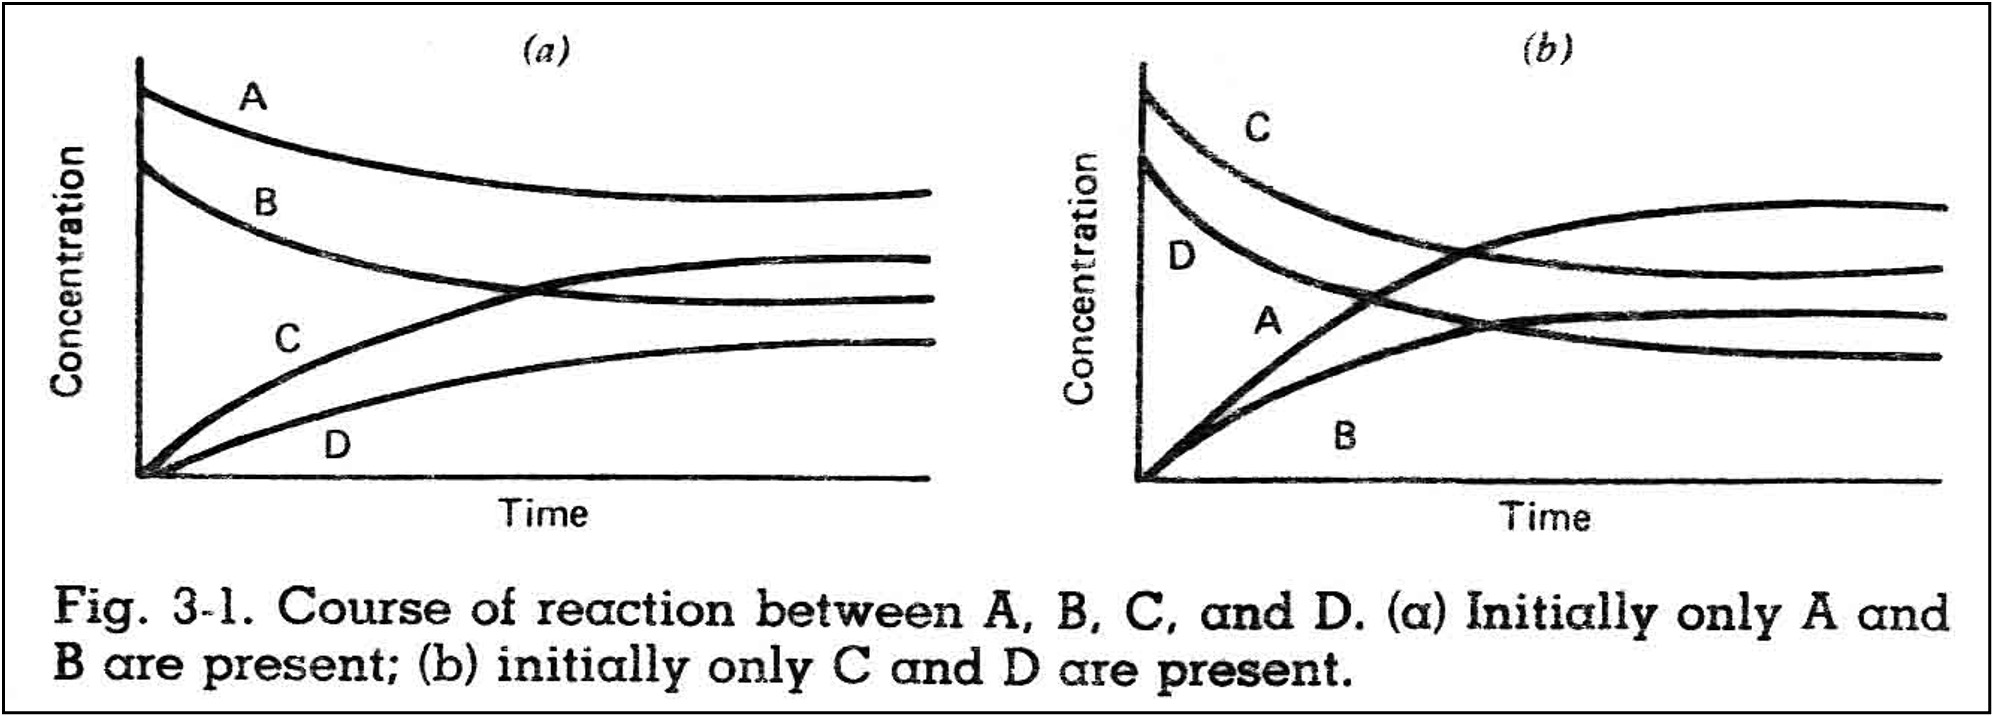 (a)
A
B
C
D
Concentration
Time
(b)
C
D
A
B
Concentration
Time
Fig. 3-1. Course of reaction between A, B, C, and D. (a) Initially only A and
B are present; (b) initially only C and D are present.